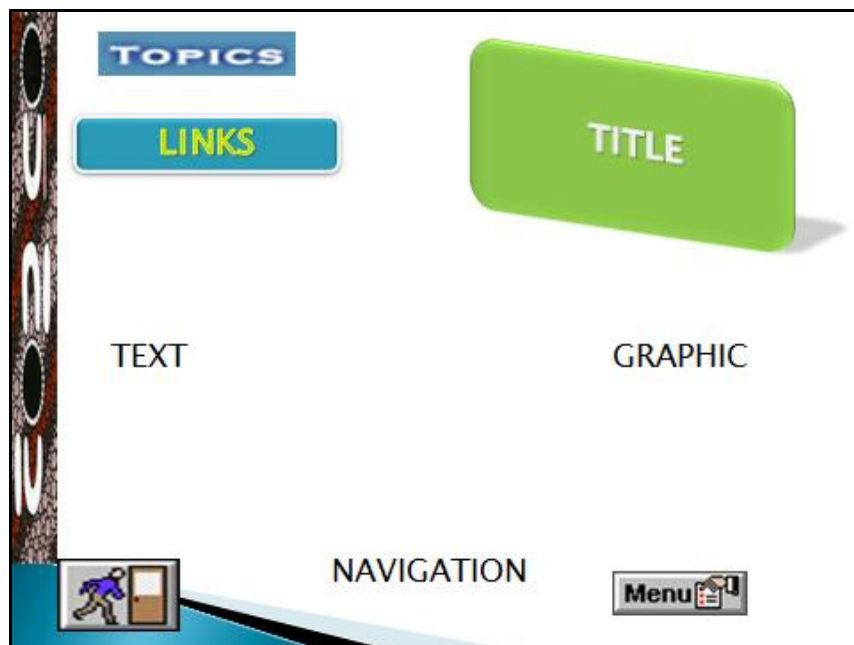 TOPICS
LINKS
TITLE
TEXT
GRAPHIC
NAVIGATION
Menu